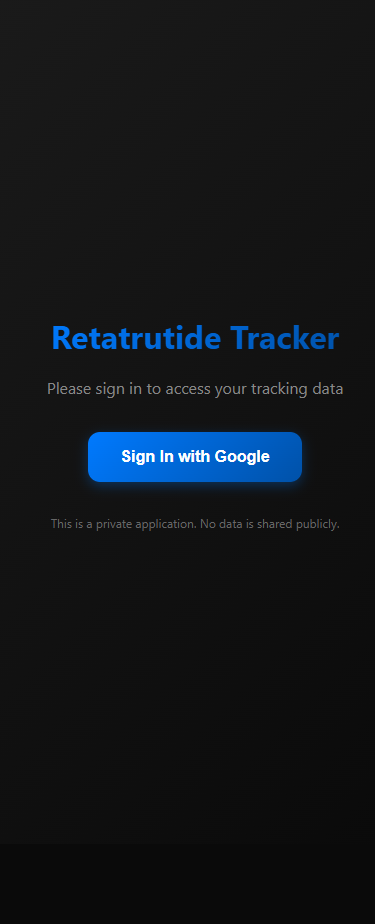 Retatrutide Tracker
Please sign in to access your tracking data
Sign In with Google
This is a private application. No data is shared publicly.